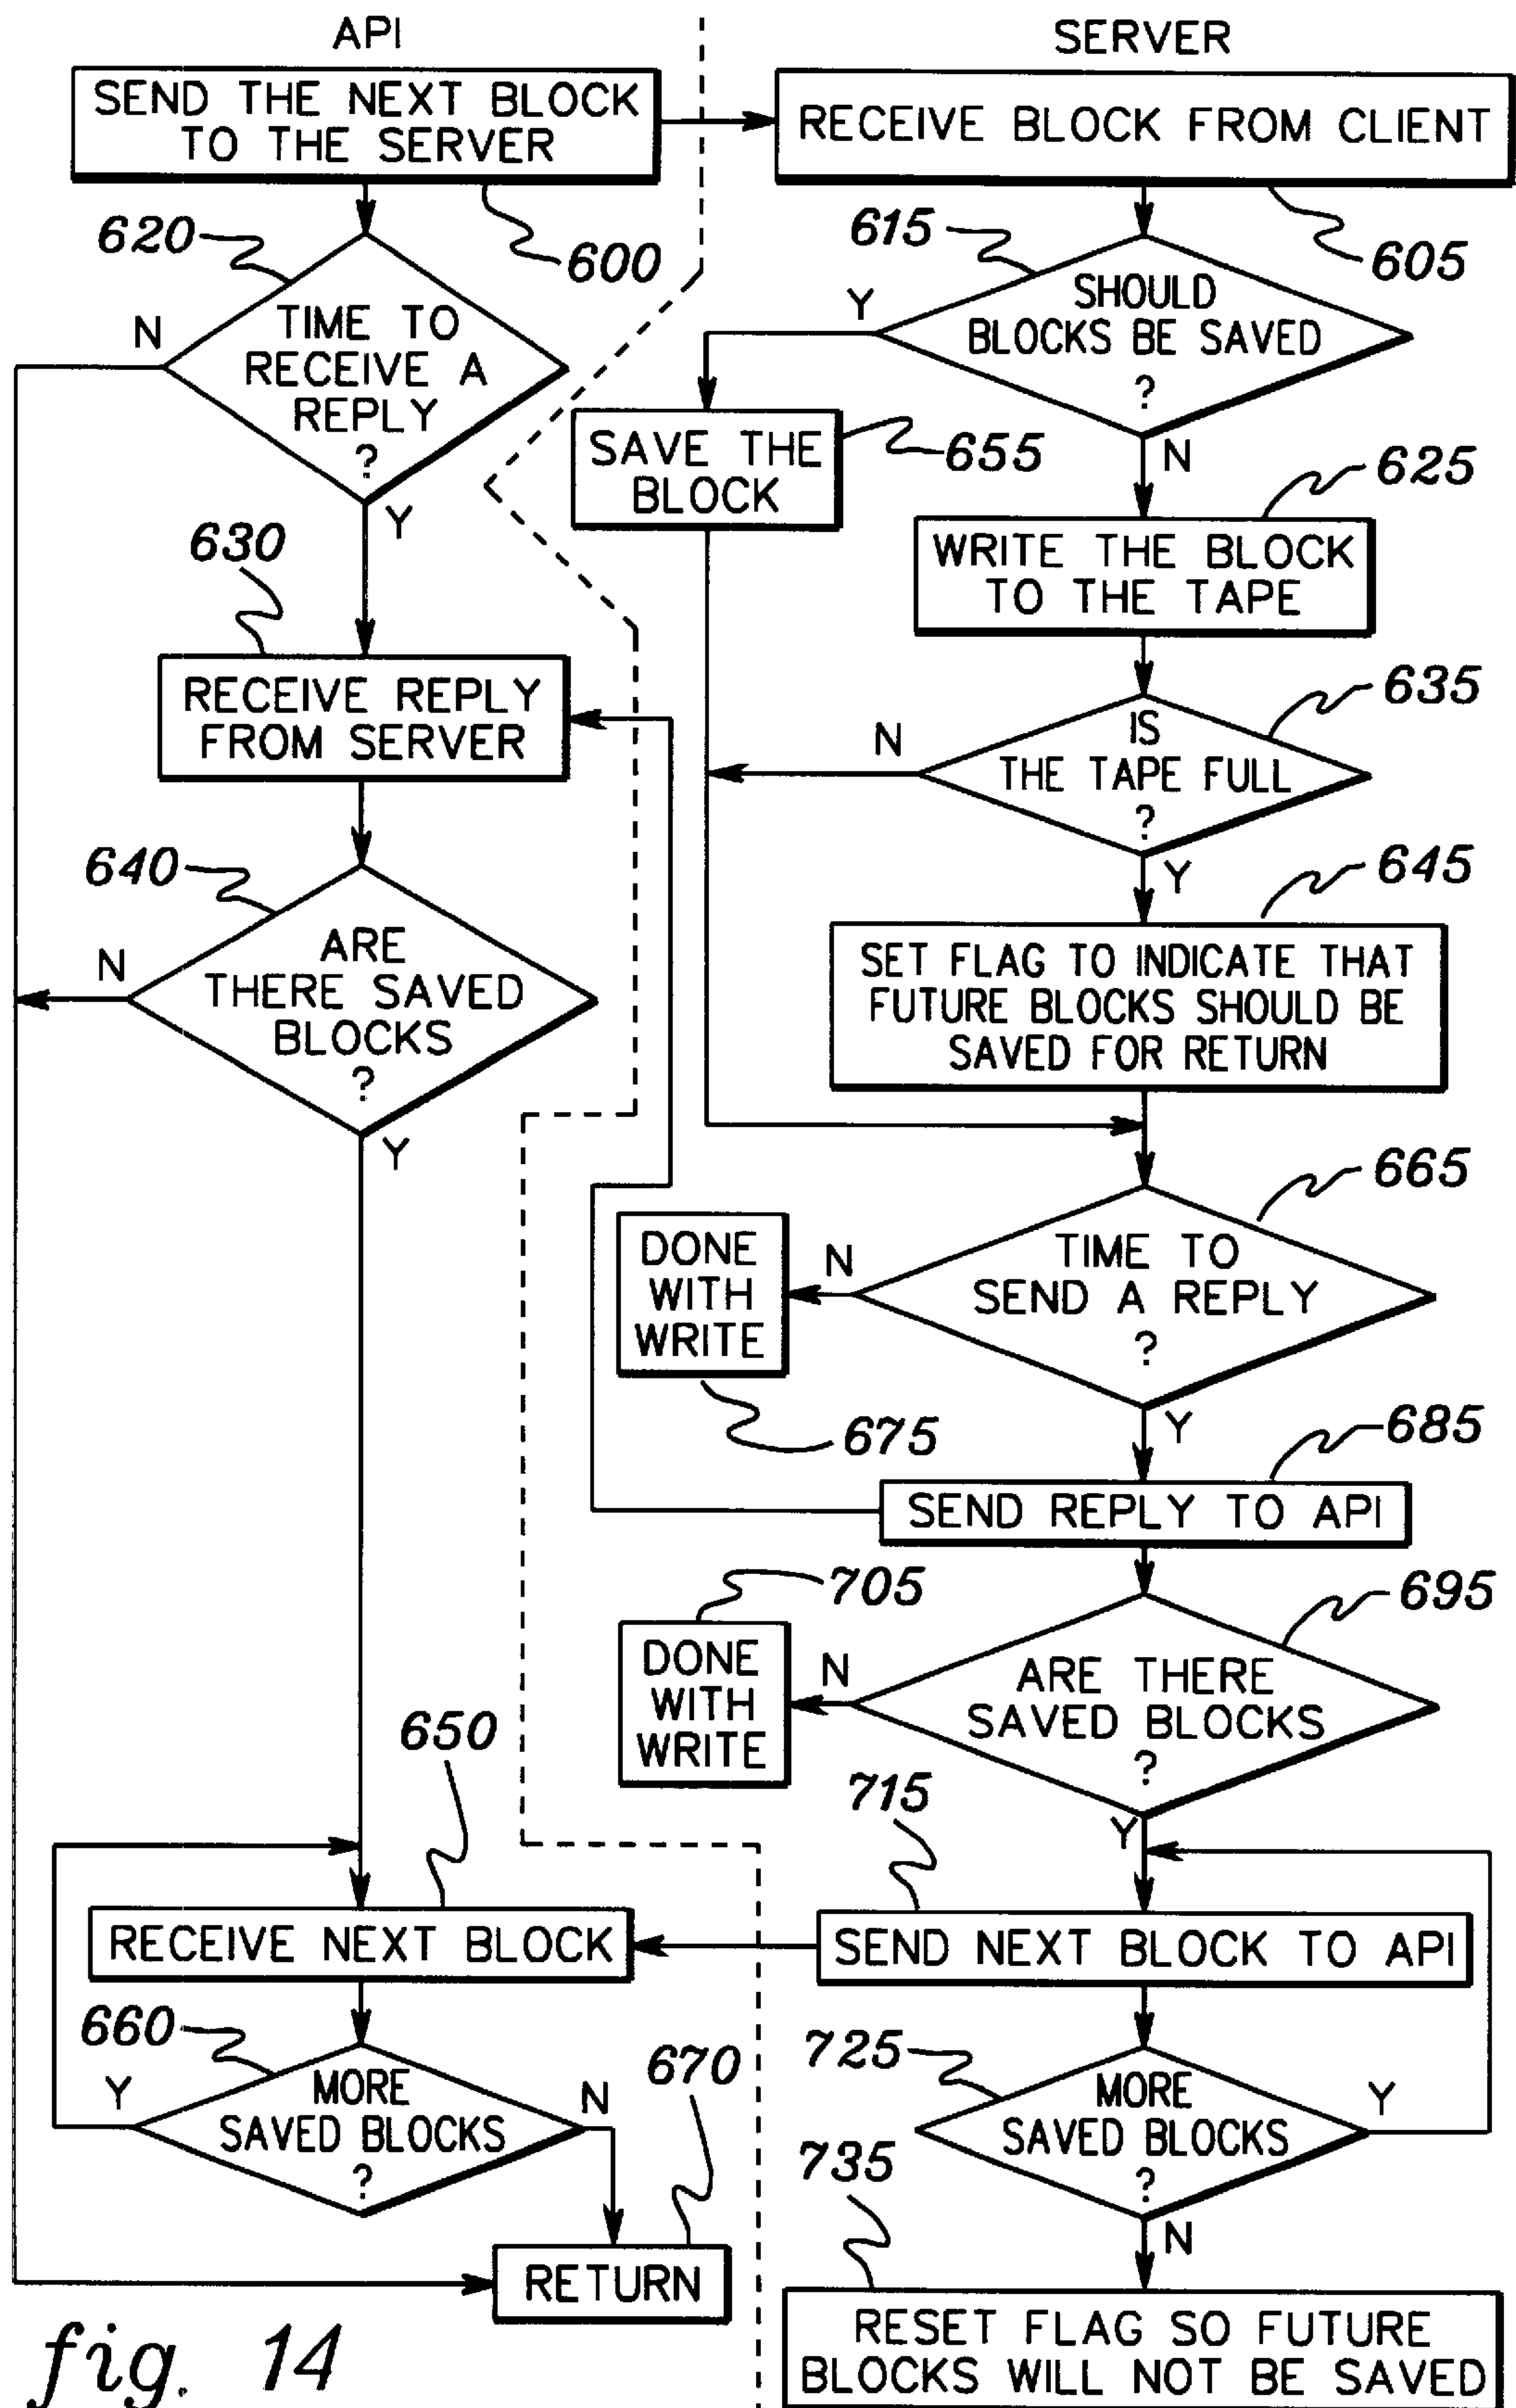 API
SEND THE NEXT BLOCK
TO THE SERVER
600
620
TIME TO
RECEIVE A
REPLY
?
N
Y
630
RECEIVE REPLY
FROM SERVER
640
ARE
THERE SAVED
BLOCKS
?
N
Y
650
RECEIVE NEXT BLOCK
660
MORE
SAVED BLOCKS
?
Y
N
670
RETURN
SERVER
RECEIVE BLOCK FROM CLIENT
605
615
SHOULD
BLOCKS BE SAVED
?
Y
N
SAVE THE
BLOCK
655
625
WRITE THE BLOCK
TO THE TAPE
635
IS
THE TAPE FULL
?
N
Y
645
SET FLAG TO INDICATE THAT
FUTURE BLOCKS SHOULD BE
SAVED FOR RETURN
665
TIME TO
SEND A REPLY
?
N
Y
DONE
WITH
WRITE
675
685
SEND REPLY TO API
695
ARE THERE
SAVED BLOCKS
?
N
Y
705
DONE
WITH
WRITE
715
SEND NEXT BLOCK TO API
725
MORE
SAVED BLOCKS
?
Y
N
735
RESET FLAG SO FUTURE
BLOCKS WILL NOT BE SAVED
fig. 14